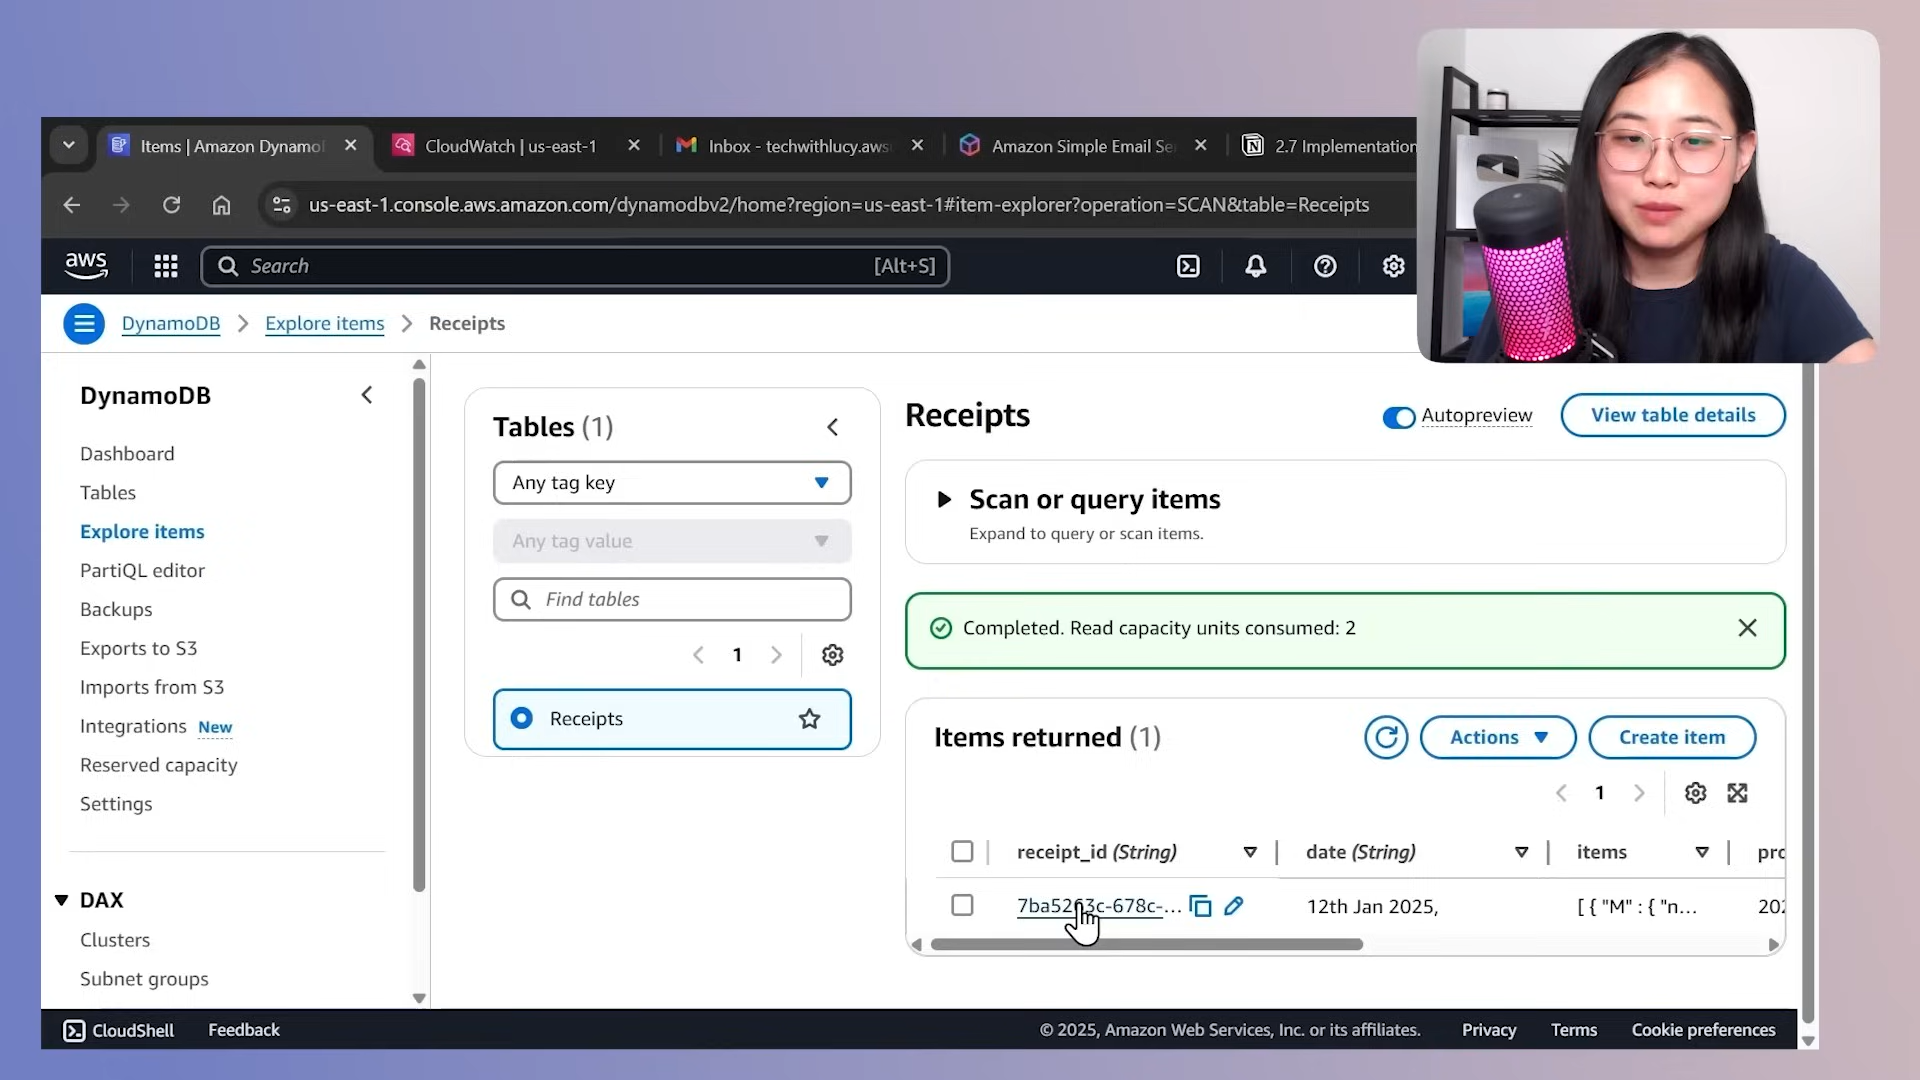 Items | Amazon Dynamo
CloudWatch | us-east-1
Inbox - techwithlucy.aws
Amazon Simple Email Se
2.7 Implementation
us-east-1.console.aws.amazon.com/dynamodbv2/home?region=us-east-1#item-explorer?operation=SCAN&table=Receipts
aws
Search
[Alt+S]
DynamoDB
Explore items
Receipts
DynamoDB
Dashboard
Tables
Explore items
PartiQL editor
Backups
Exports to S3
Imports from S3
Integrations New
Reserved capacity
Settings
DAX
Clusters
Subnet groups
Tables (1)
Any tag key
Any tag value
Find tables
1
Receipts
Receipts
Autopreview
View table details
Scan or query items
Expand to query or scan items.
Completed. Read capacity units consumed: 2
Items returned (1)
Actions
Create item
1
receipt_id (String)
date (String)
items
pro
7ba5263c-678c-...
12th Jan 2025,
[ { "M" : { "n...
202
CloudShell
Feedback
© 2025, Amazon Web Services, Inc. or its affiliates.
Privacy
Terms
Cookie preferences